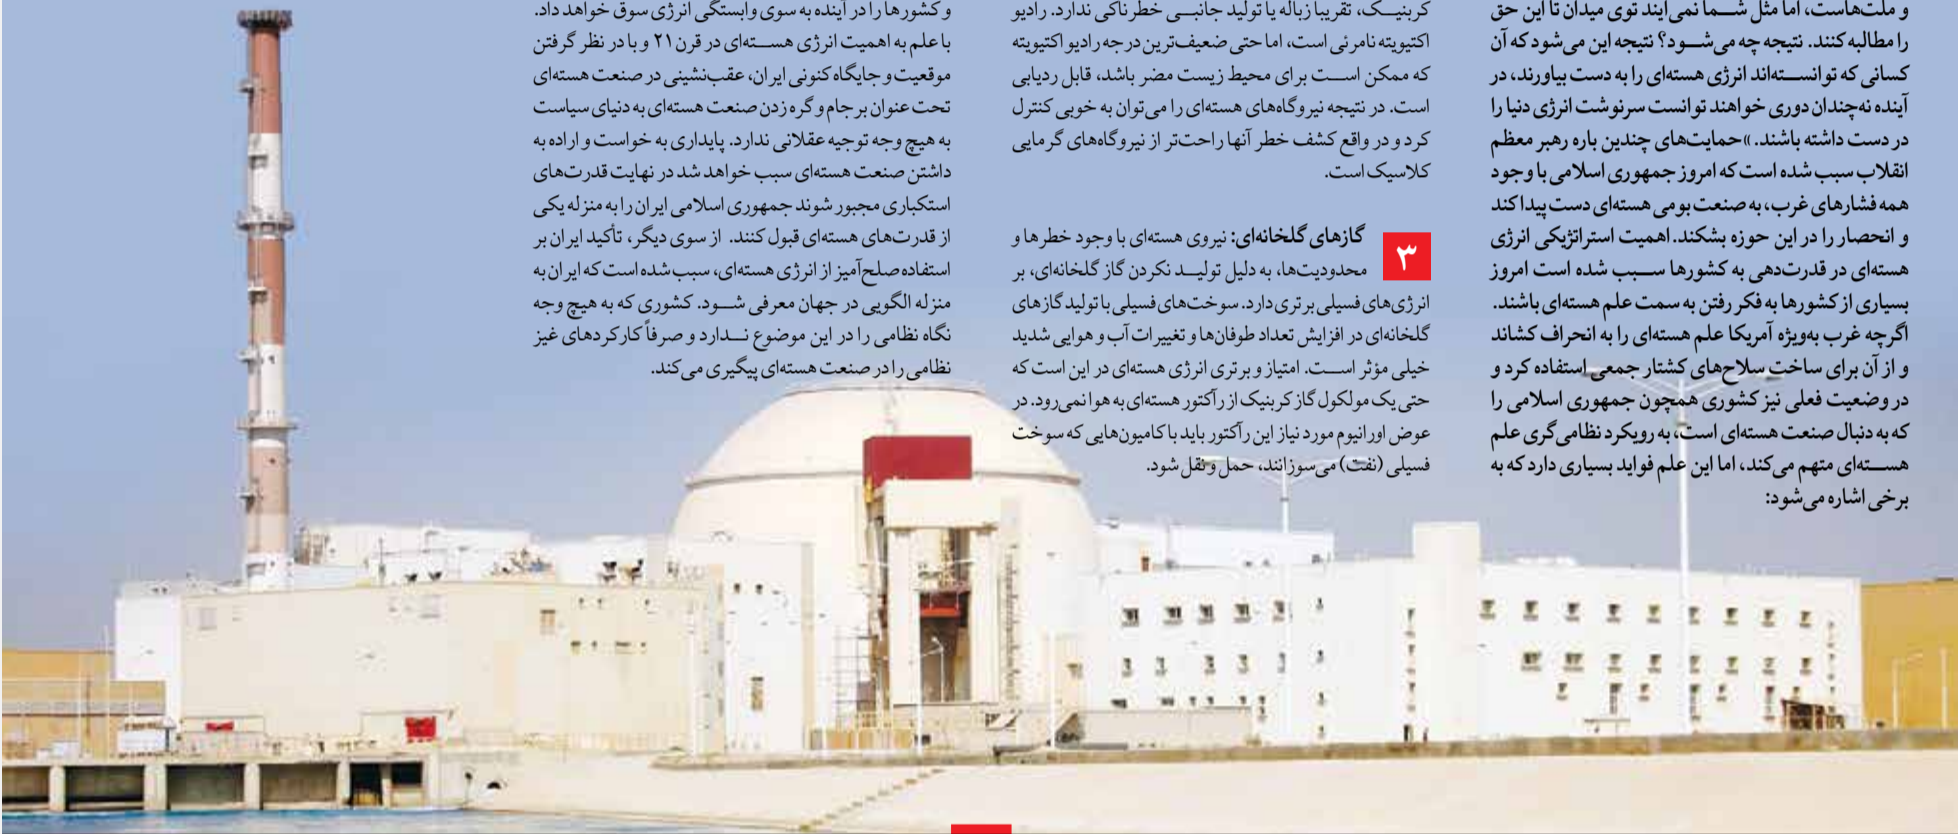 و ملت‌هاست، اما مثل شـــما نمی‌آیند توی میدان تا این حق
را مطالبه کنند. نتیجه چه می‌شـــود؟ نتیجه این می‌شود که آن
کسانی که توانســـته‌اند انرژی هسته‌ای را به دست بیاورند، در
آینده نه‌چندان دوری خواهند توانست سرنوشت انرژی دنیا را
در دست داشته باشند.» حمایت‌های چندین باره رهبر معظم
انقلاب سبب شده است که امروز جمهوری اسلامی با وجود
همه فشارهای غرب، به صنعت بومی هسته‌ای دست پیدا کند
و انحصار را در این حوزه بشکند. اهمیت استراتژیکی انرژی
هسته‌ای در قدرت‌دهی به کشورها ســـبب شده است امروز
بسیاری از کشورها به فکر رفتن به سمت علم هسته‌ای باشند.
اگرچه غرب به‌ویژه آمریکا علم هسته‌ای را به انحراف کشاند
و از آن برای ساخت سلاح‌های کشتار جمعی استفاده کرد و
در وضعیت فعلی نیز کشوری همچون جمهوری اسلامی را
که به دنبال صنعت هسته‌ای است، به رویکرد نظامی‌گری علم
هســـته‌ای متهم می‌کند، اما این علم فواید بسیاری دارد که به
برخی اشاره می‌شود:
کربنیـــک، تقریبا زباله یا تولید جانبـــی خطرناکی ندارد. رادیو
اکتیویته نامرئی است، اما حتی ضعیف‌ترین درجه رادیو اکتیویته
که ممکن اســـت برای محیط زیست مضر باشد، قابل ردیابی
است. در نتیجه نیروگاه‌های هسته‌ای را می‌توان به خوبی کنترل
کرد و در واقع کشف خطر آنها راحت‌تر از نیروگاه‌های گرمایی
کلاسیک است.
۳ گازهای گلخانه‌ای: نیروی هسته‌ای با وجود خطرها و
محدودیت‌ها، به دلیل تولیـــد نکردن گاز گلخانه‌ای، بر
انرژی‌های فسیلی برتری دارد. سوخت‌های فسیلی با تولید گازهای
گلخانه‌ای در افزایش تعداد طوفان‌ها و تغییرات آب و هوایی شدید
خیلی مؤثر اســـت. امتیاز و برتری انرژی هسته‌ای در این است که
حتی یک مولکول گاز کربنیک از رآکتور هسته‌ای به هوا نمی‌رود. در
عوض اورانیوم مورد نیاز این رآکتور باید با کامیون‌هایی که سوخت
فسیلی (نفت) می‌سوزانند، حمل و نقل شود.
و کشورها را در آینده به سوی وابستگی انرژی سوق خواهد داد.
با علم به اهمیت انرژی هســـته‌ای در قرن ۲۱ و با در نظر گرفتن
موقعیت و جایگاه کنونی ایران، عقب‌نشینی در صنعت هسته‌ای
تحت عنوان برجام و گره زدن صنعت هسته‌ای به دنیای سیاست
به هیچ وجه توجیه عقلانی ندارد. پایداری به خواست و اراده به
داشتن صنعت هسته‌ای سبب خواهد شد در نهایت قدرت‌های
استکباری مجبور شوند جمهوری اسلامی ایران را به منزله یکی
از قدرت‌های هسته‌ای قبول کنند. از سوی دیگر، تأکید ایران بر
استفاده صلح‌آمیز از انرژی هسته‌ای، سبب شده است که ایران به
منزله الگویی در جهان معرفی شـــود. کشوری که به هیچ وجه
نگاه نظامی را در این موضوع نـــدارد و صرفاً کارکردهای غیر
نظامی را در صنعت هسته‌ای پیگیری می‌کند.